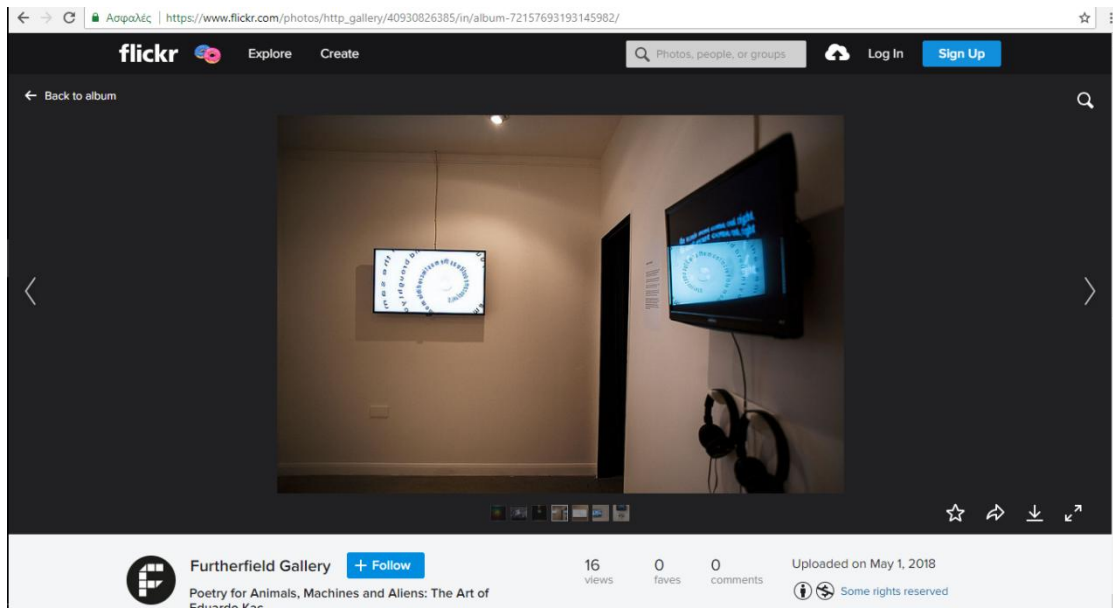 Ασφαλές | https://www.flickr.com/photos/http_gallery/40930826385/in/album-72157693193145982/
flickr Explore Create Photos, people, or groups Log In Sign Up
Back to album
Furtherfield Gallery + Follow
Poetry for Animals, Machines and Aliens: The Art of
Eduardo Kac
16 views
0 faves
0 comments
Uploaded on May 1, 2018
Some rights reserved